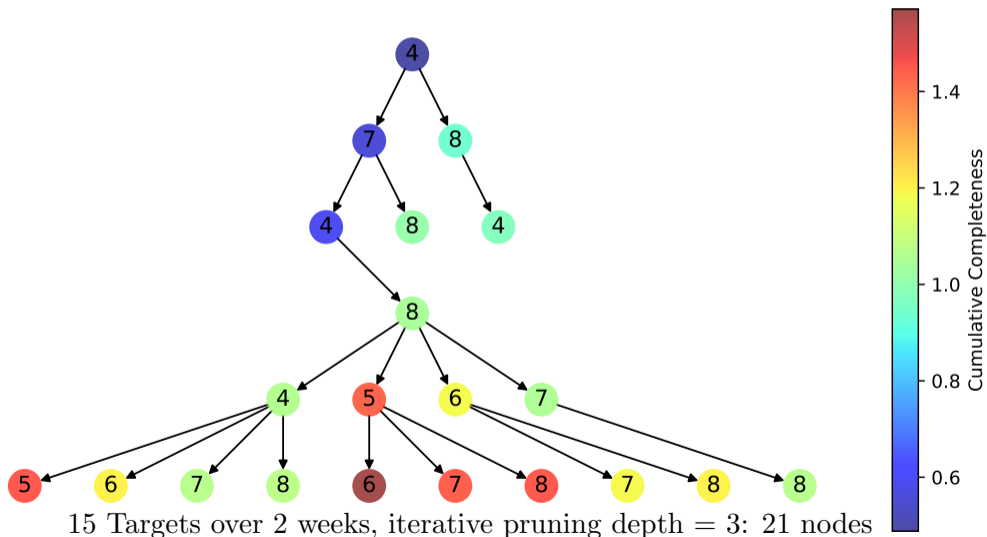 4
7 8
4 8 4
8
4 5 6 7
5 6 7 8 6 7 8 7 8 8
15 Targets over 2 weeks, iterative pruning depth = 3: 21 nodes
1.4
1.2
1.0
0.8
0.6
Cumulative Completeness